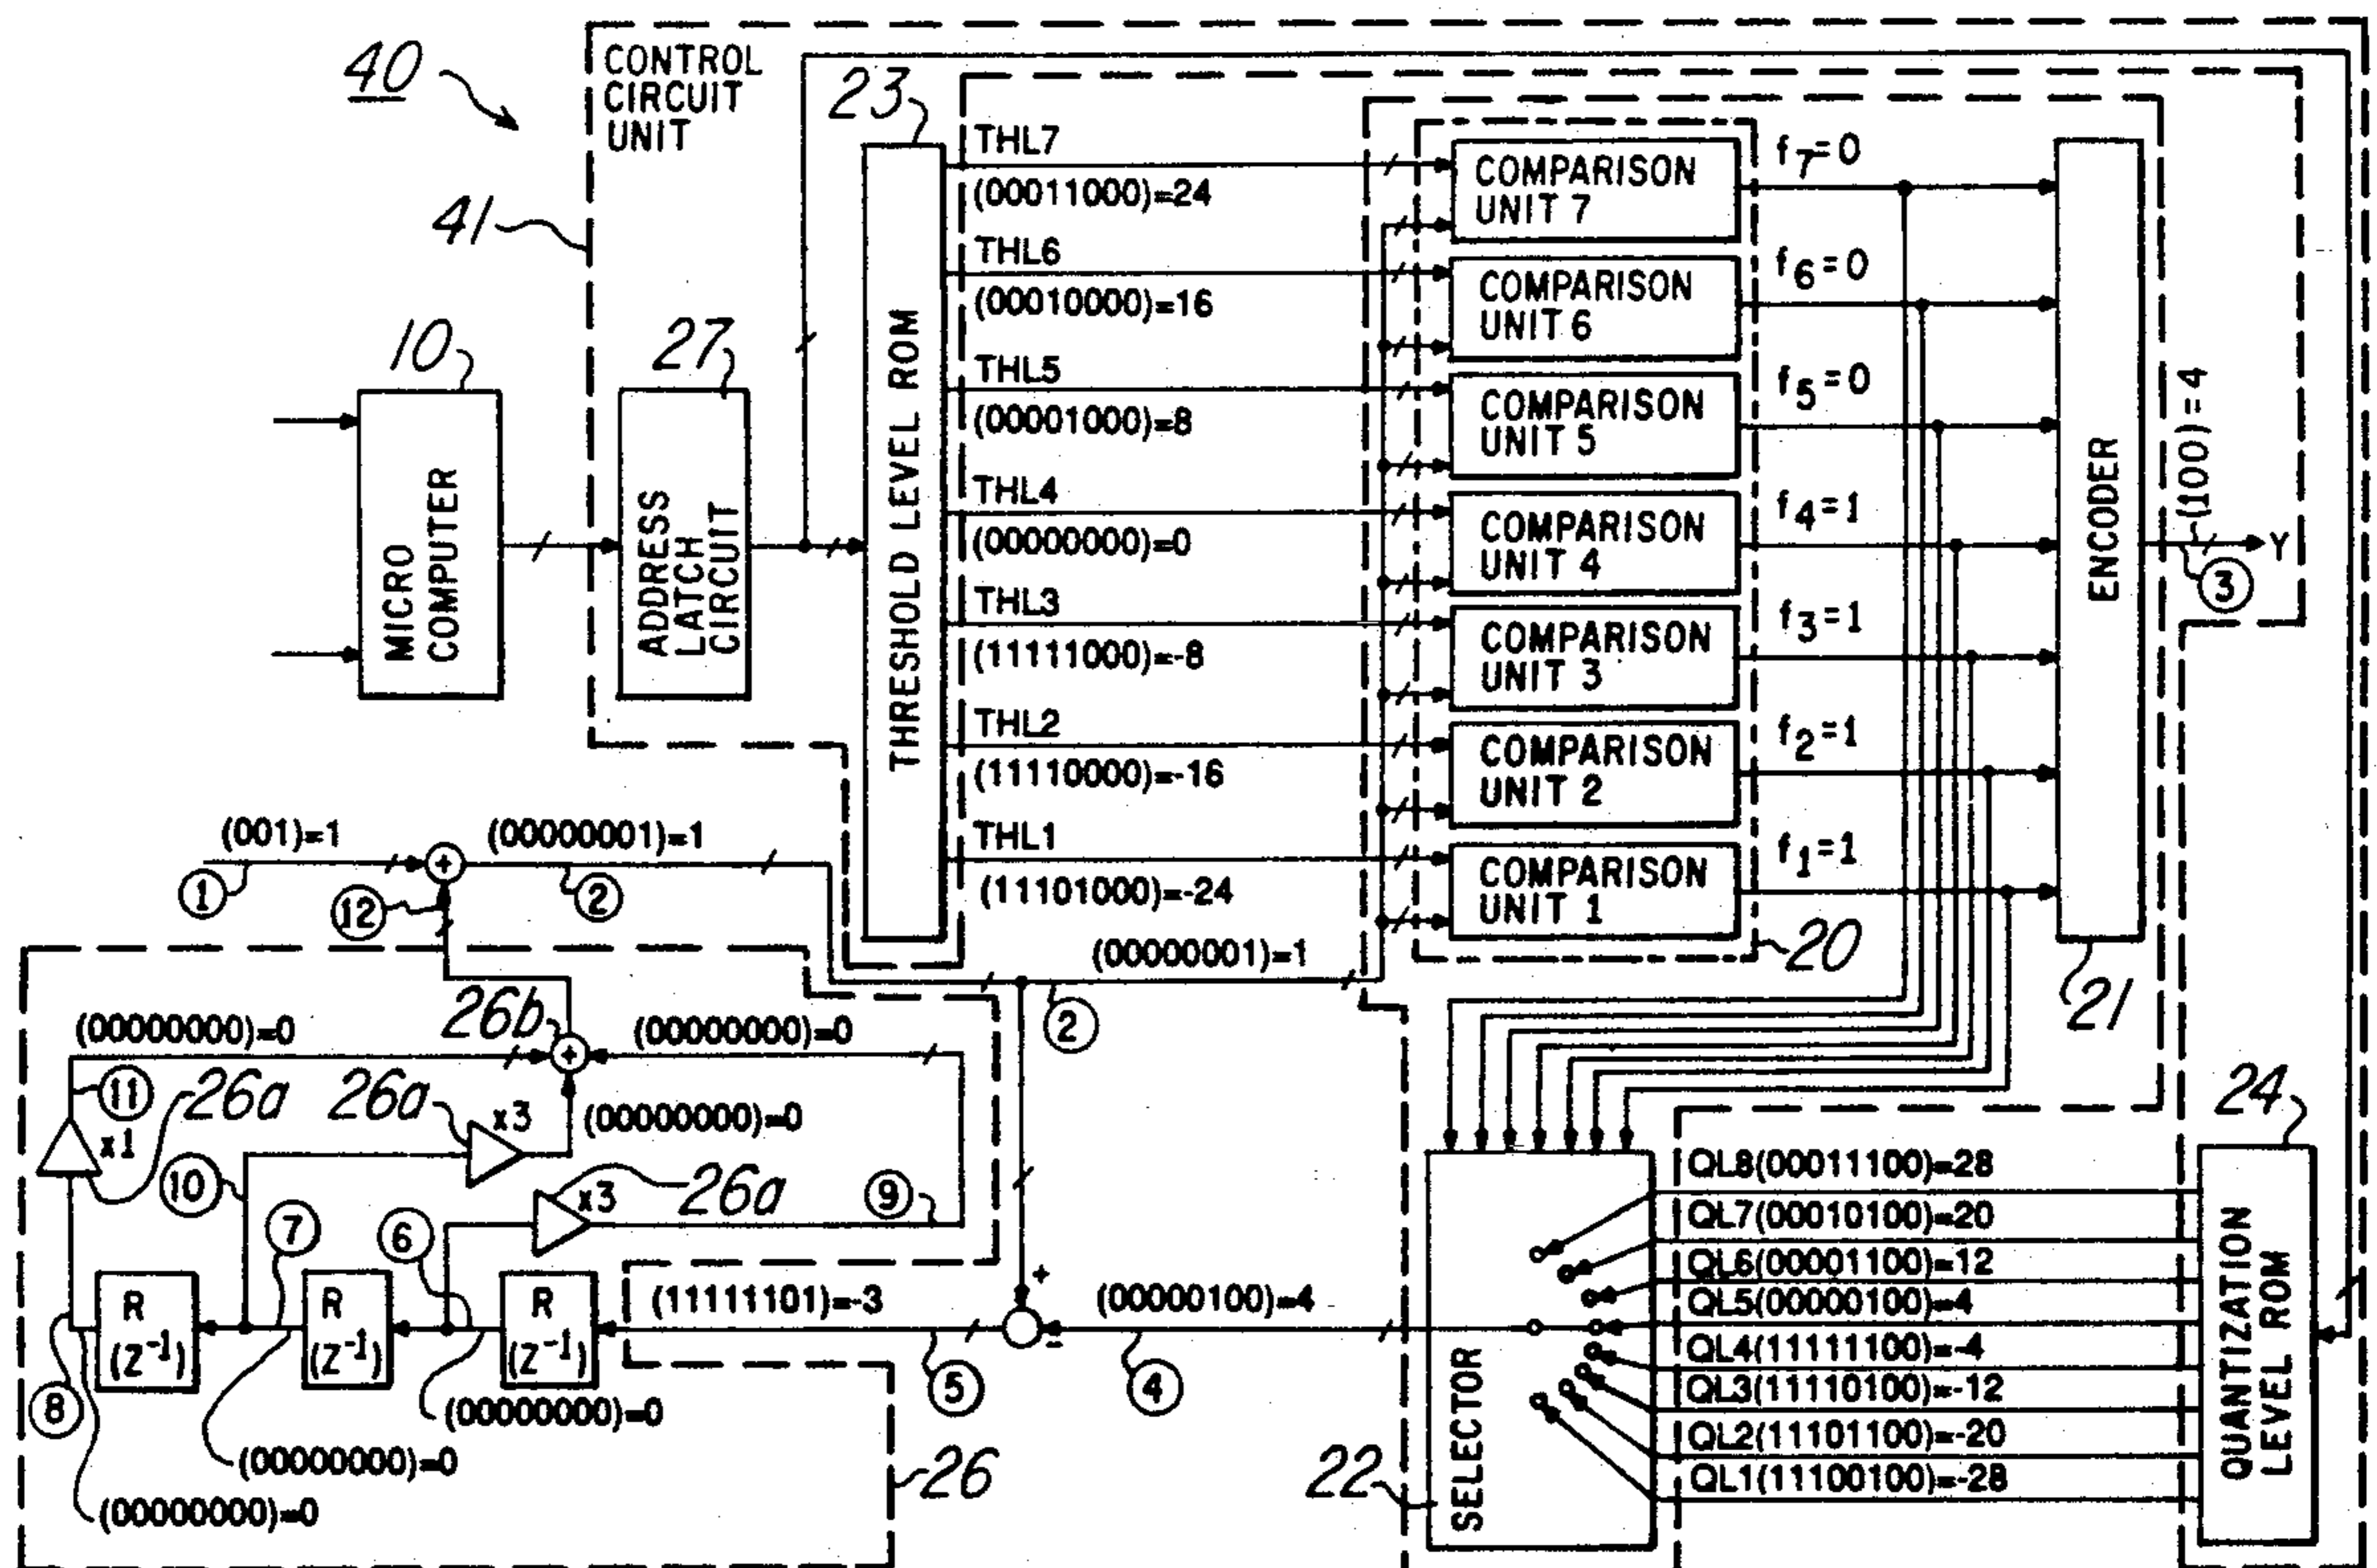 40
CONTROL
CIRCUIT
UNIT
41
23
10
27
MICRO
COMPUTER
ADDRESS
LATCH
CIRCUIT
THRESHOLD LEVEL ROM
THL7
(00011000)=24
THL6
(00010000)=16
THL5
(00001000)=8
THL4
(00000000)=0
THL3
(11111000)=-8
THL2
(11110000)=-16
THL1
(11101000)=-24
COMPARISON
UNIT 7
COMPARISON
UNIT 6
COMPARISON
UNIT 5
COMPARISON
UNIT 4
COMPARISON
UNIT 3
COMPARISON
UNIT 2
COMPARISON
UNIT 1
f7=0
f6=0
f5=0
f4=1
f3=1
f2=1
f1=1
20
ENCODER
21
(100)=4
Y
3
(001)=1
1
+
(00000001)=1
2
12
(00000001)=1
2
26b
(00000000)=0
+
(00000000)=0
11
26a
26a
x1
x3
(00000000)=0
10
x3
26a
9
7
6
R
(Z-1)
R
(Z-1)
R
(Z-1)
8
(00000000)=0
(00000000)=0
(00000000)=0
26
(11111101)=-3
5
+
-
(00000100)=4
4
22
SELECTOR
QL8(00011100)=28
QL7(00010100)=20
QL6(00001100)=12
QL5(00000100)=4
QL4(11111100)=-4
QL3(11110100)=-12
QL2(11101100)=-20
QL1(11100100)=-28
24
QUANTIZATION
LEVEL ROM